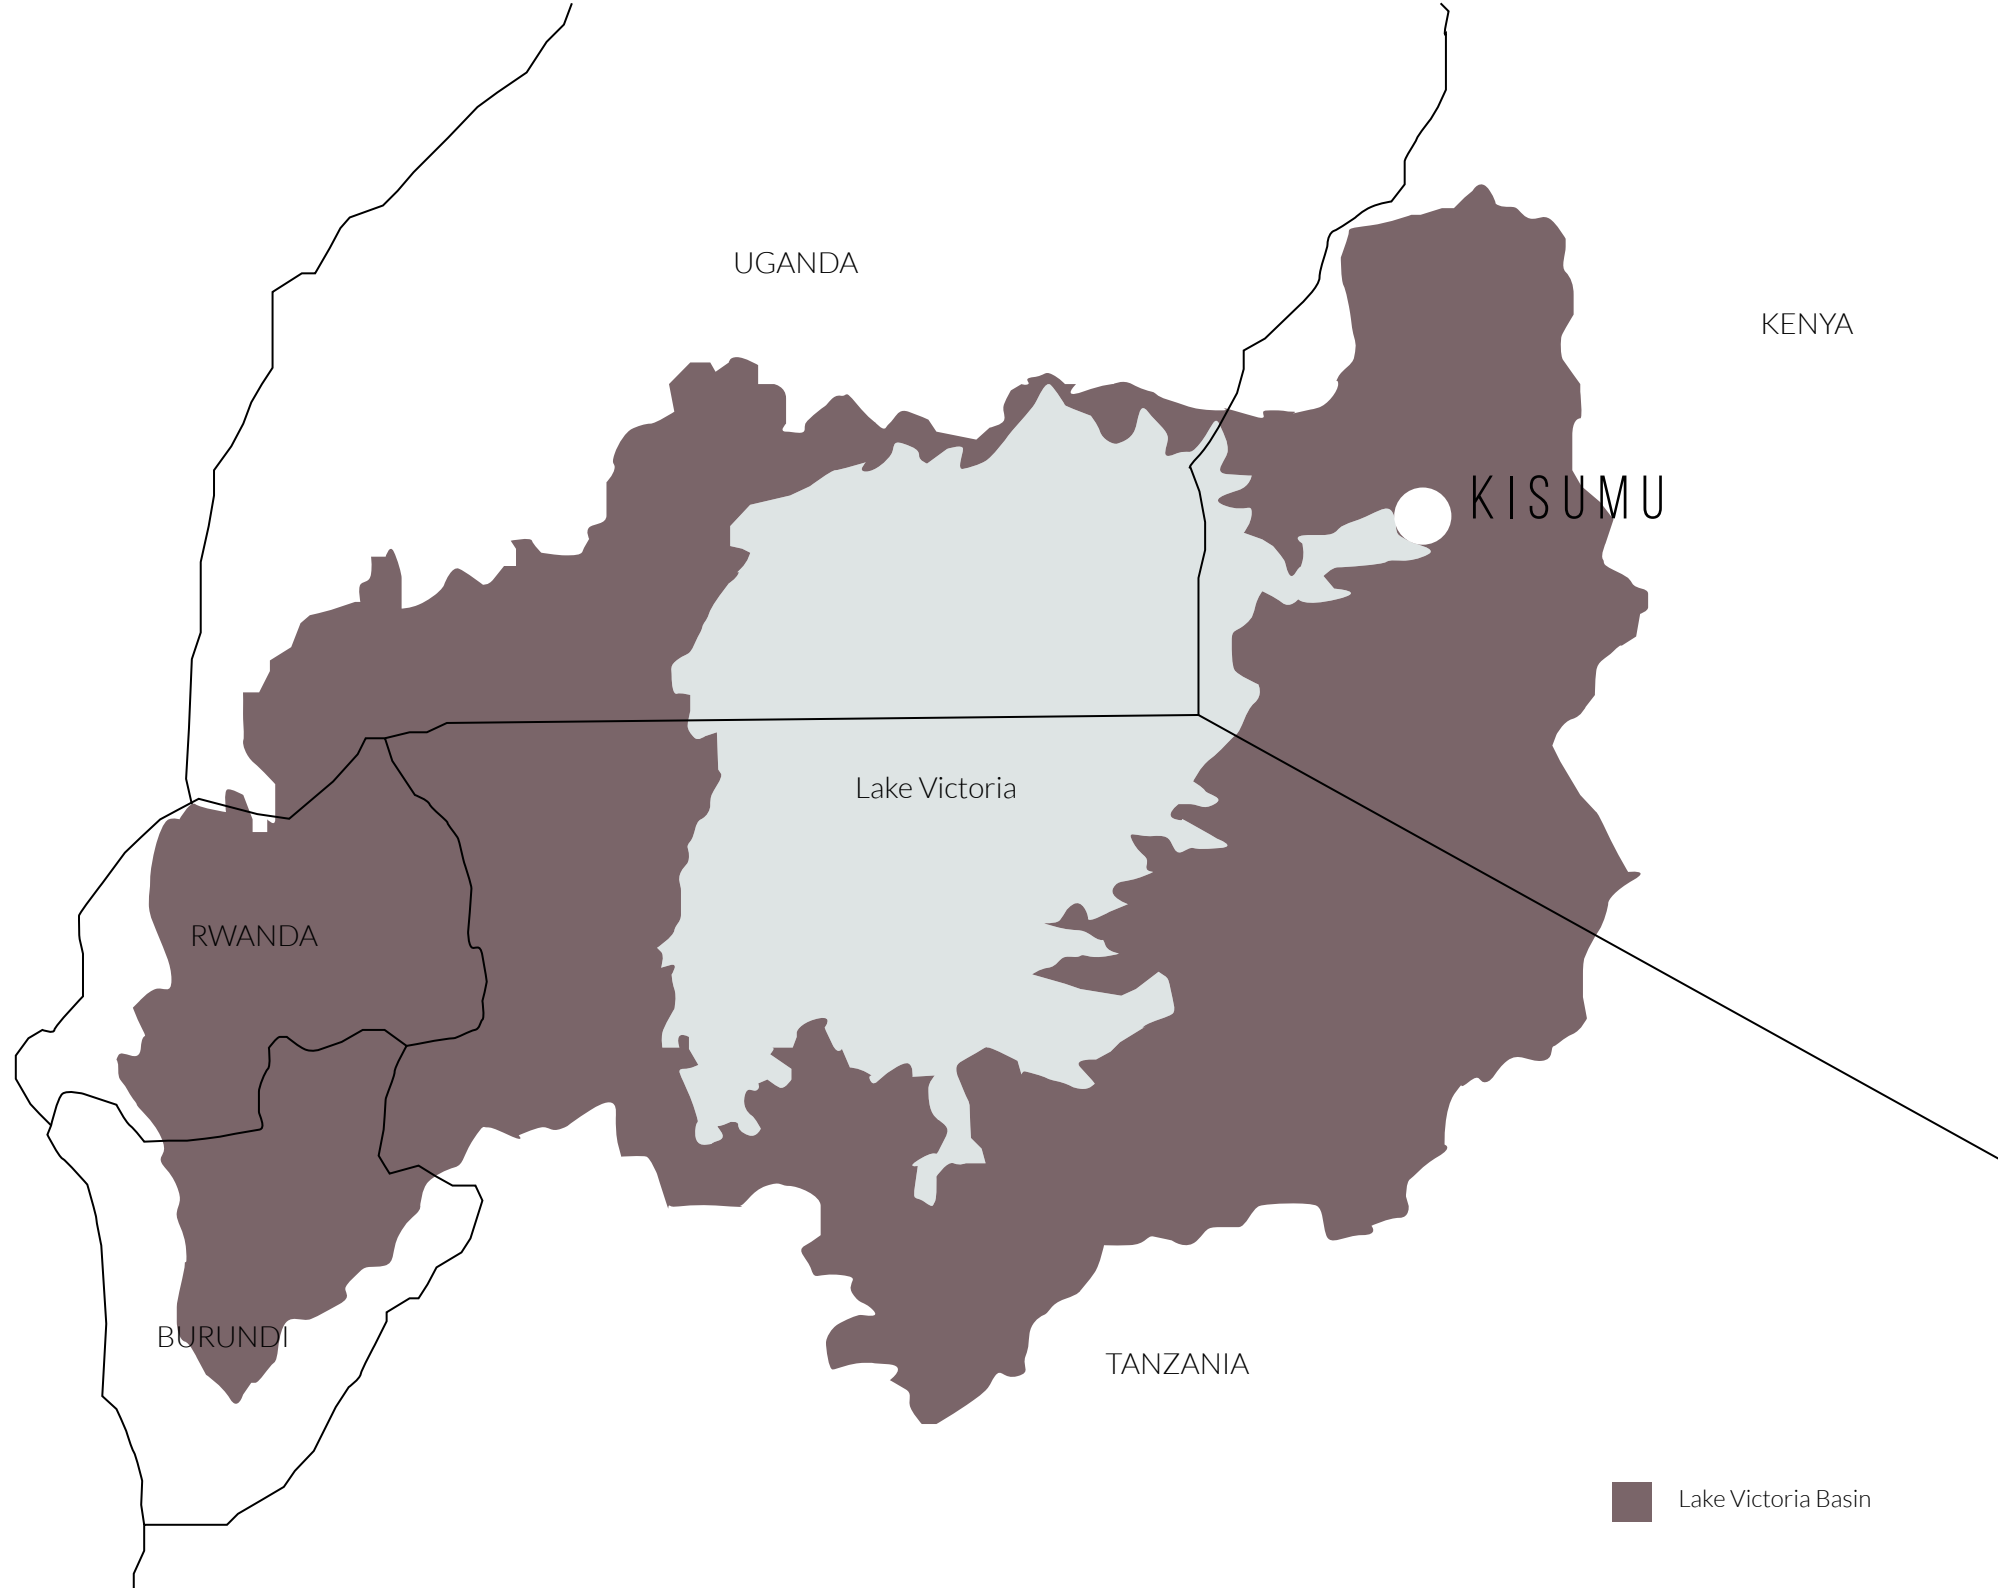 UGANDA
KENYA
KISUMU
Lake Victoria
RWANDA
BURUNDI
TANZANIA
Lake Victoria Basin